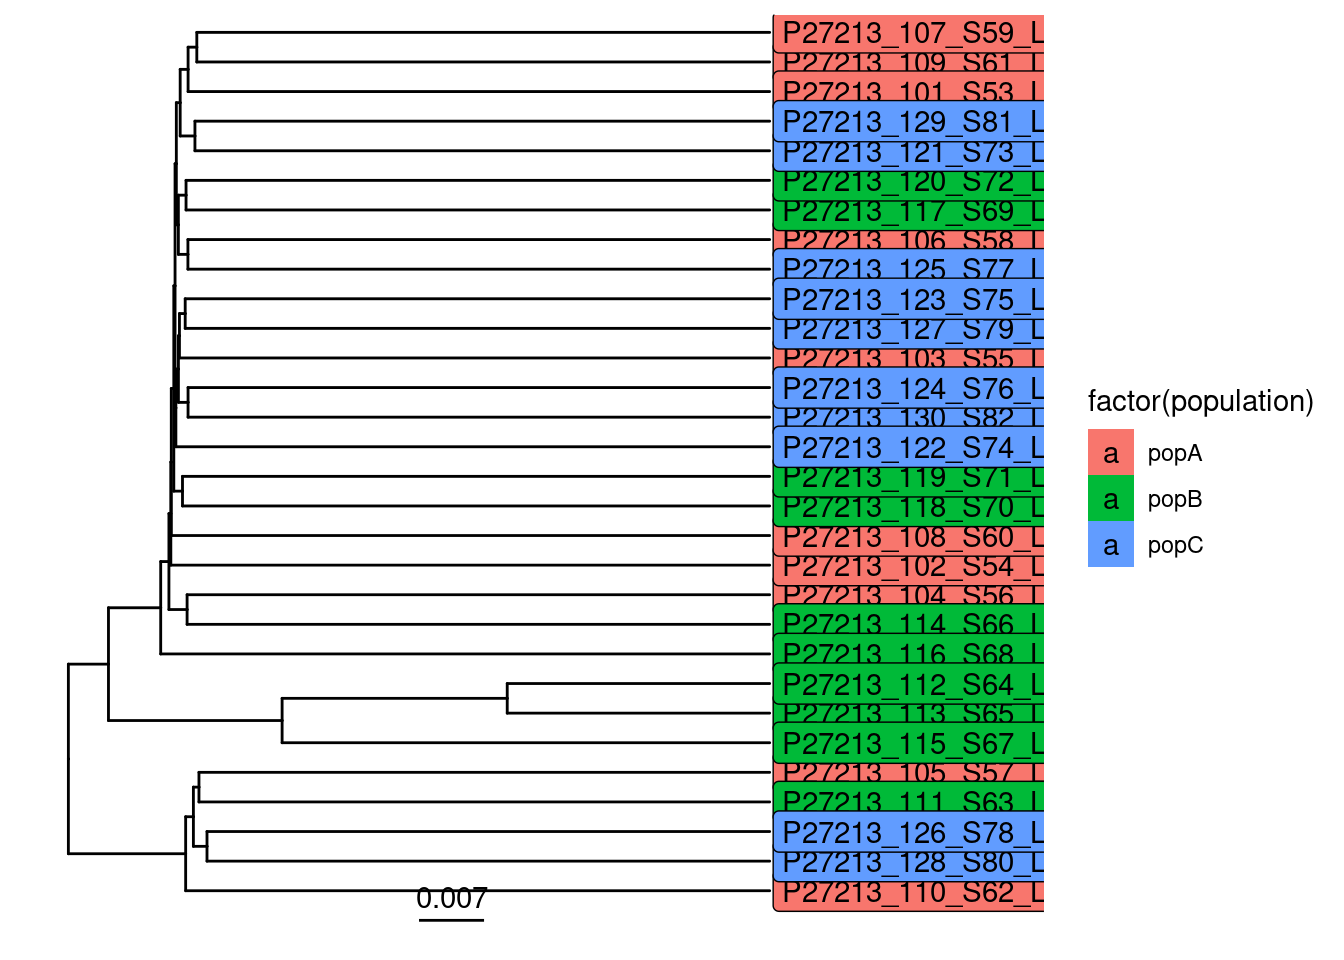 P27213_107_S59_L
P27213_109_S61_L
P27213_101_S53_L
P27213_129_S81_L
P27213_121_S73_L
P27213_120_S72_L
P27213_117_S69_L
P27213_106_S58_L
P27213_125_S77_L
P27213_123_S75_L
P27213_127_S79_L
P27213_103_S55_L
P27213_124_S76_L
P27213_130_S82_L
P27213_122_S74_L
P27213_119_S71_L
P27213_118_S70_L
P27213_108_S60_L
P27213_102_S54_L
P27213_104_S56_L
P27213_114_S66_L
P27213_116_S68_L
P27213_112_S64_L
P27213_113_S65_L
P27213_115_S67_L
P27213_105_S57_L
P27213_111_S63_L
P27213_126_S78_L
P27213_128_S80_L
P27213_110_S62_L
0.007
factor(population)
a popA
a popB
a popC